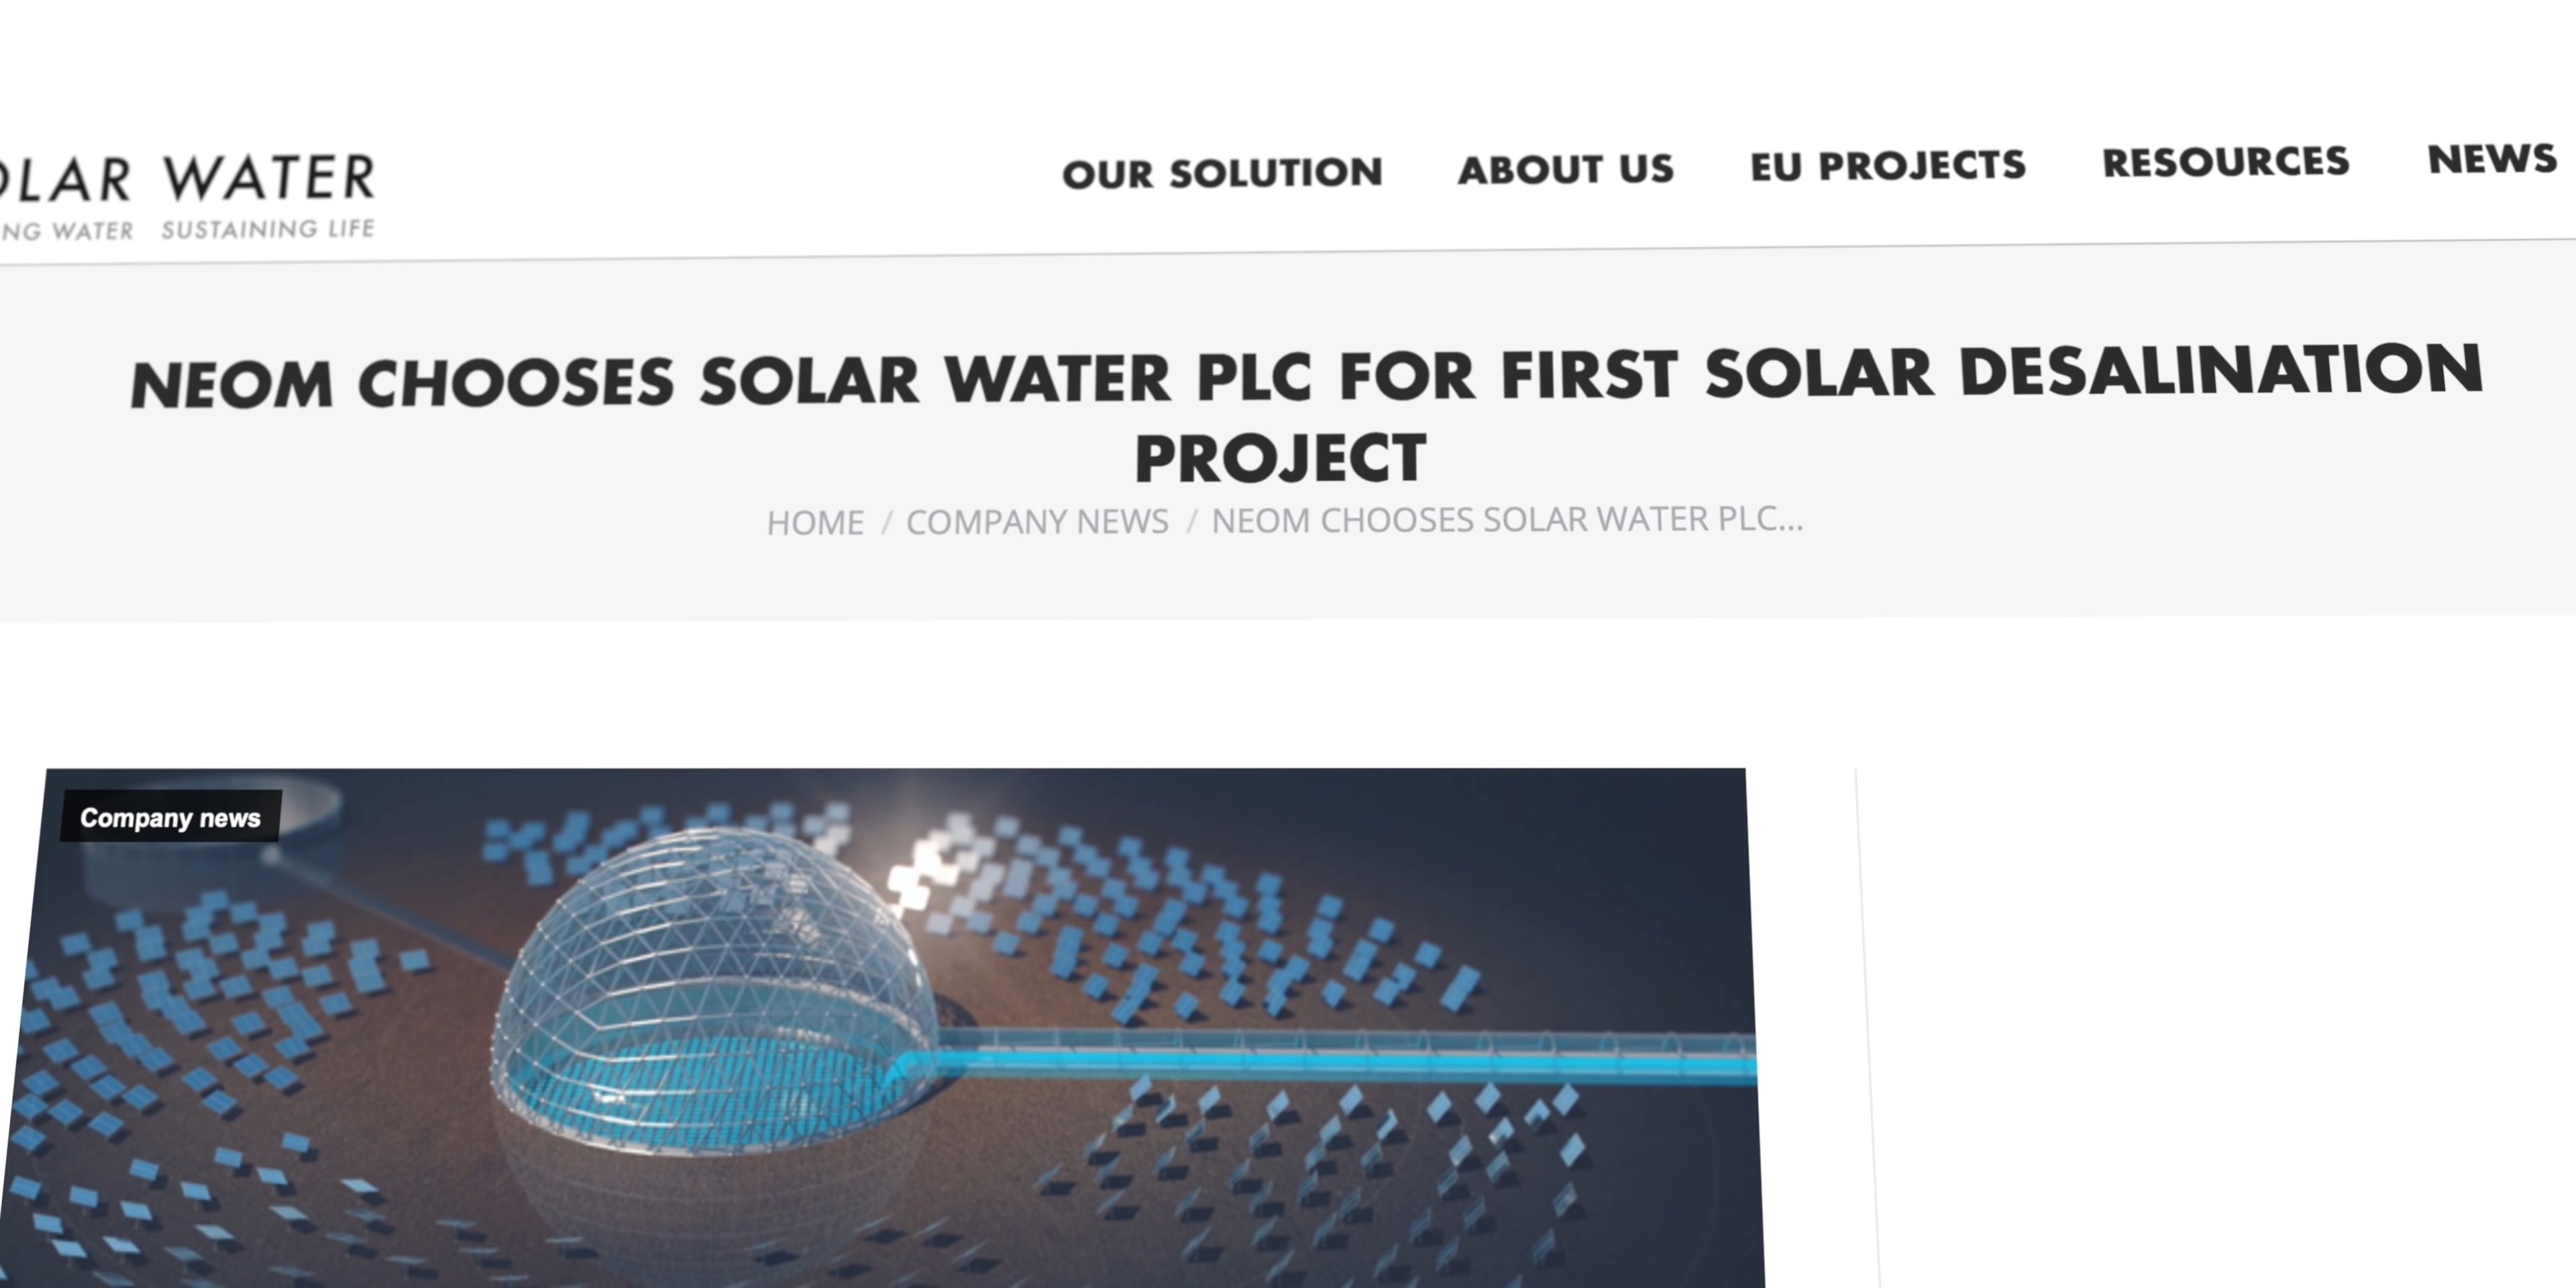 OLAR WATER
NG WATER SUSTAINING LIFE
OUR SOLUTION ABOUT US EU PROJECTS RESOURCES NEWS
NEOM CHOOSES SOLAR WATER PLC FOR FIRST SOLAR DESALINATION
PROJECT
HOME / COMPANY NEWS / NEOM CHOOSES SOLAR WATER PLC...
Company news